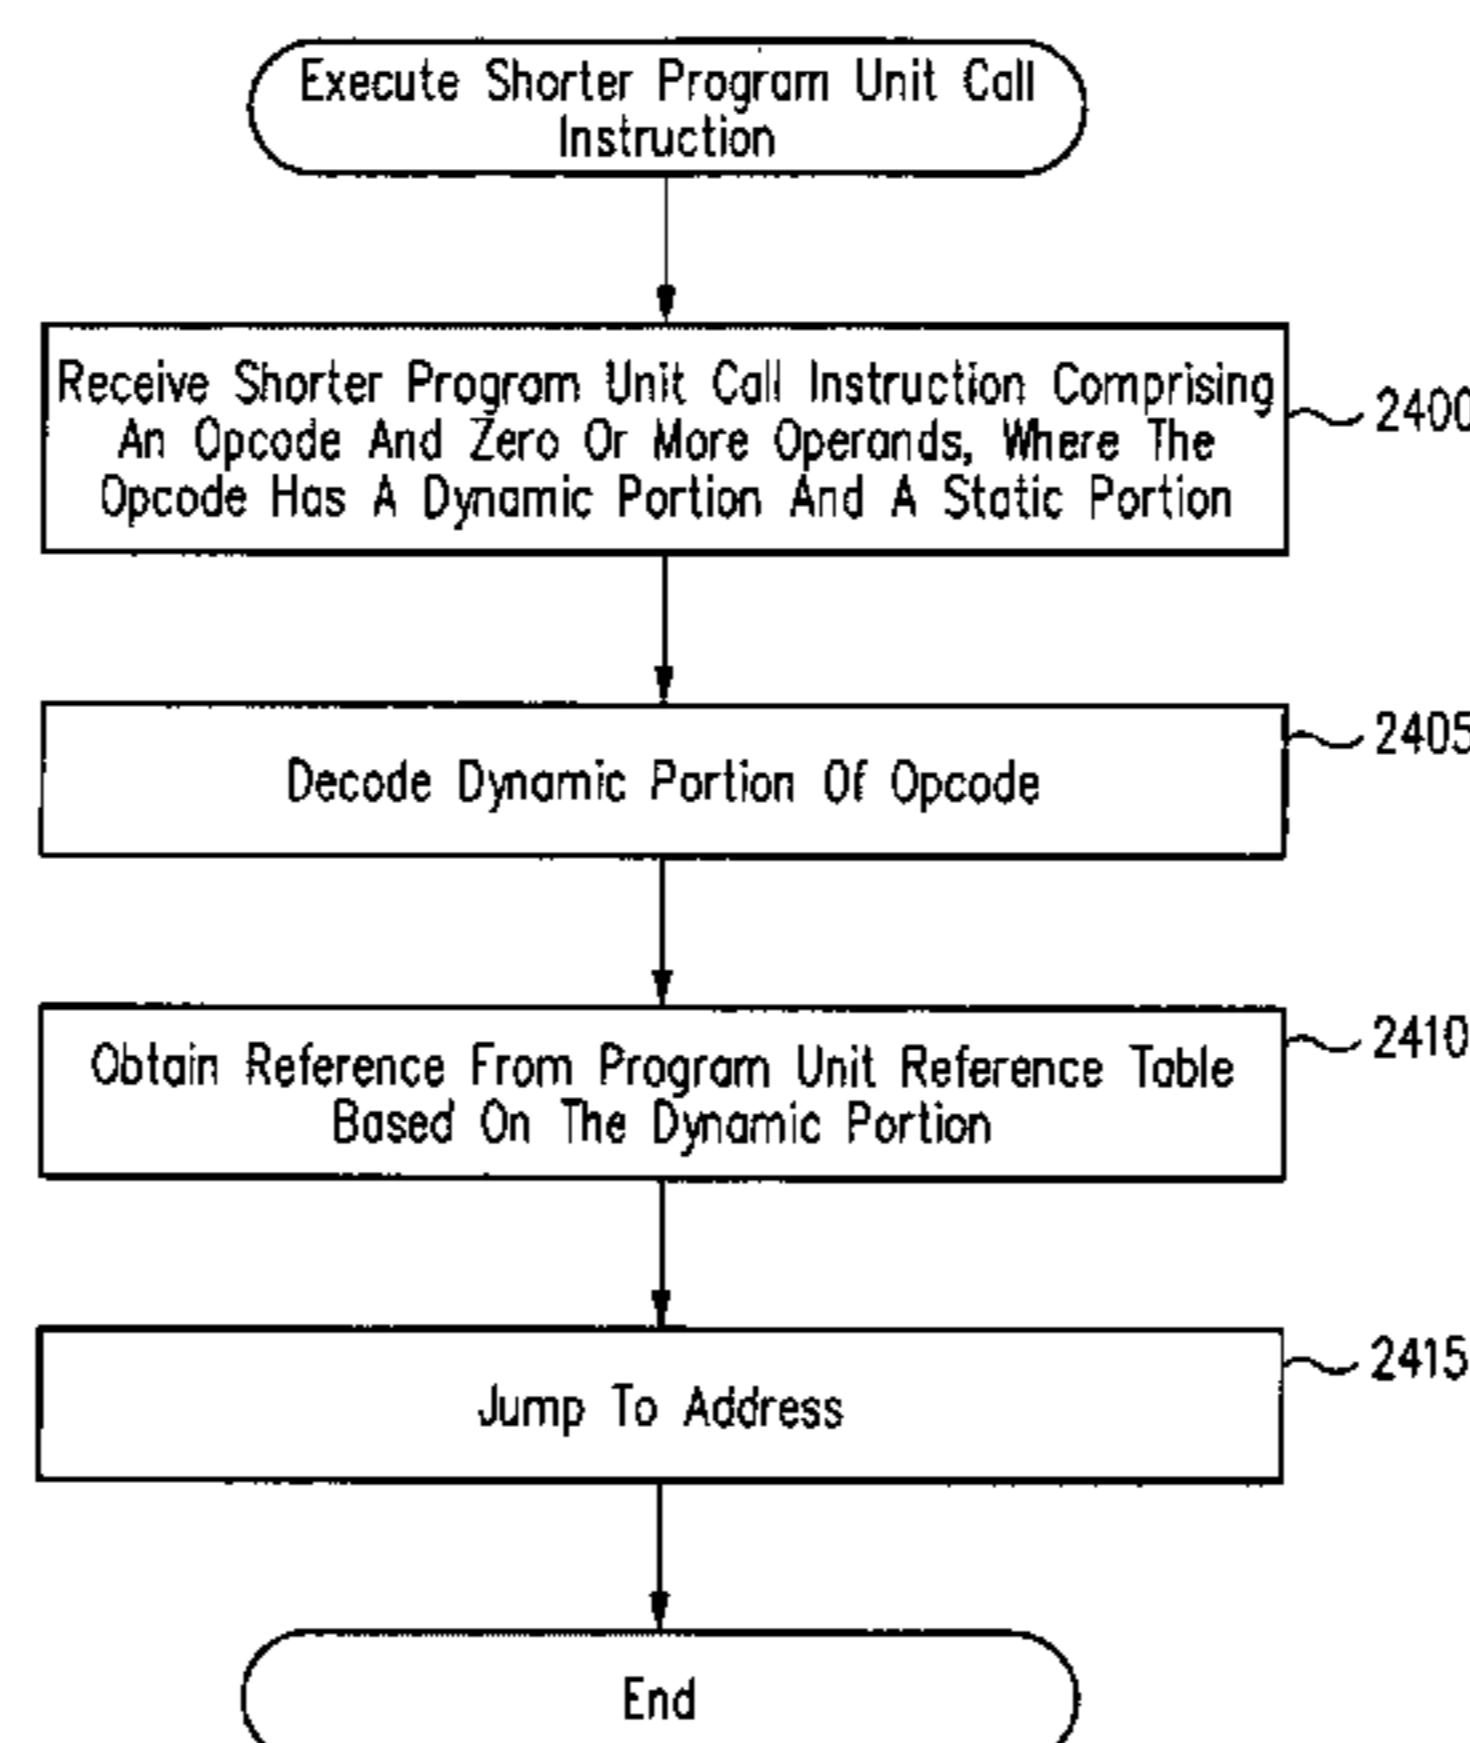 Execute Shorter Program Unit Call
Instruction
Receive Shorter Program Unit Call Instruction Comprising
An Opcode And Zero Or More Operands, Where The
Opcode Has A Dynamic Portion And A Static Portion
2400
Decode Dynamic Portion Of Opcode
2405
Obtain Reference From Program Unit Reference Table
Based On The Dynamic Portion
2410
Jump To Address
2415
End